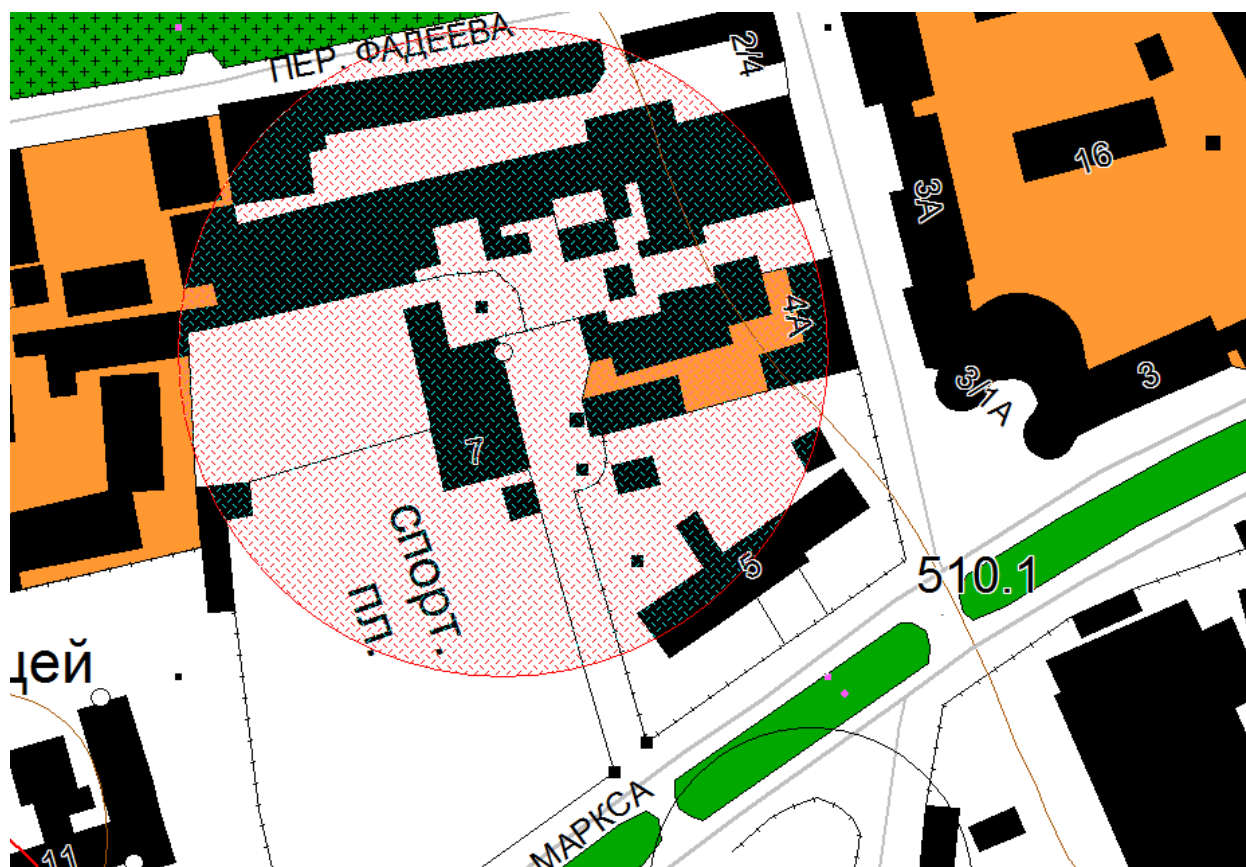 ПЕР. ФАДЕЕВА
2/4
16
3А
4А
3
3/1А
7
СПОРТ.
ПЛ.
5
510.1
цей
МАРКСА
11